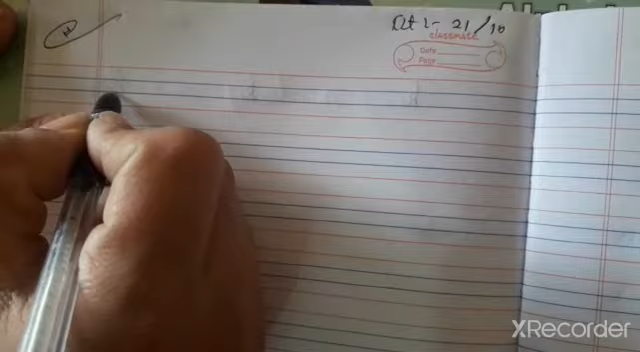 Dt :- 21/10
classmate
Date
Page
XRecorder